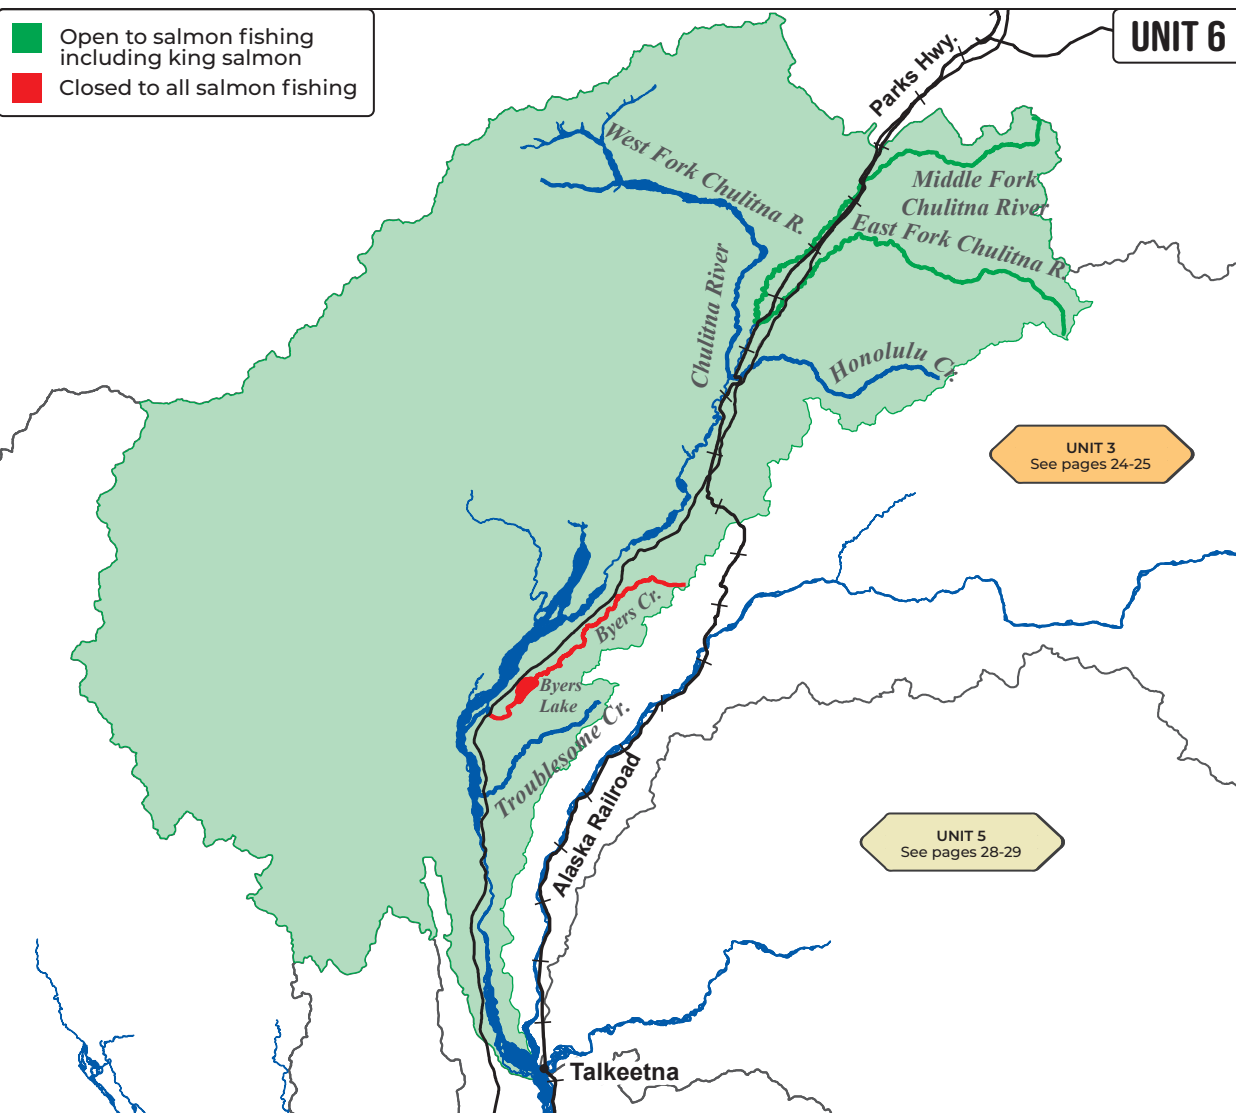 Open to salmon fishing
including king salmon
Closed to all salmon fishing
UNIT 6
Parks Hwy.
West Fork Chulitna R.
Middle Fork
Chulitna River
East Fork Chulitna R.
Chulitna River
Honolulu Cr.
UNIT 3
See pages 24-25
Byers Cr.
Byers
Lake
Troublesome Cr.
Alaska Railroad
UNIT 5
See pages 28-29
Talkeetna